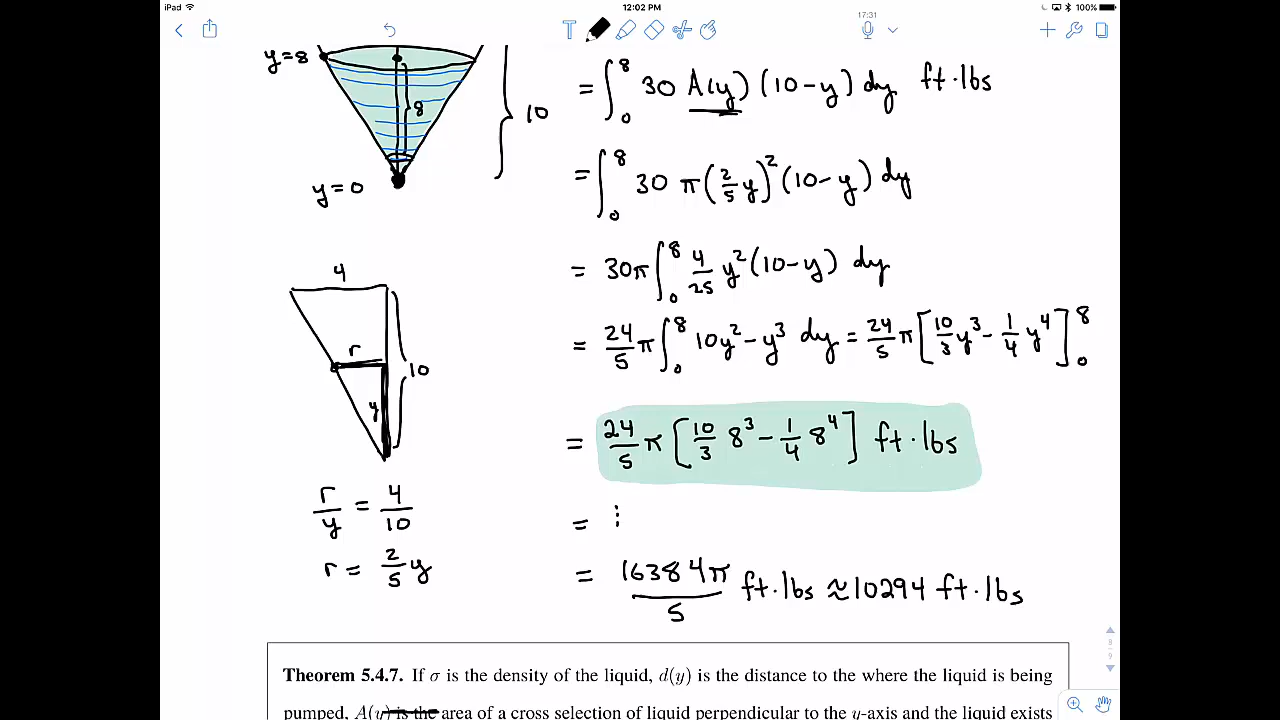 iPad
12:02 PM
17:31
100%
T
y=8
8
10
y=0
= ∫₀⁸ 30 A(y) (10-y) dy ft·lbs
= ∫₀⁸ 30 π(2/5 y)² (10-y) dy
4
r
y
10
= 30π ∫₀⁸ 4/25 y² (10-y) dy
= 24/5 π ∫₀⁸ 10y² - y³ dy = 24/5 π [10/3 y³ - 1/4 y⁴]₀⁸
= 24/5 π [10/3 8³ - 1/4 8⁴] ft·lbs
r/y = 4/10
r = 2/5 y
= ⋮
= 16384π/5 ft·lbs ≈ 10294 ft·lbs
8
9
Theorem 5.4.7. If σ is the density of the liquid, d(y) is the distance to the where the liquid is being
pumped, A(y) is the area of a cross selection of liquid perpendicular to the y-axis and the liquid exists